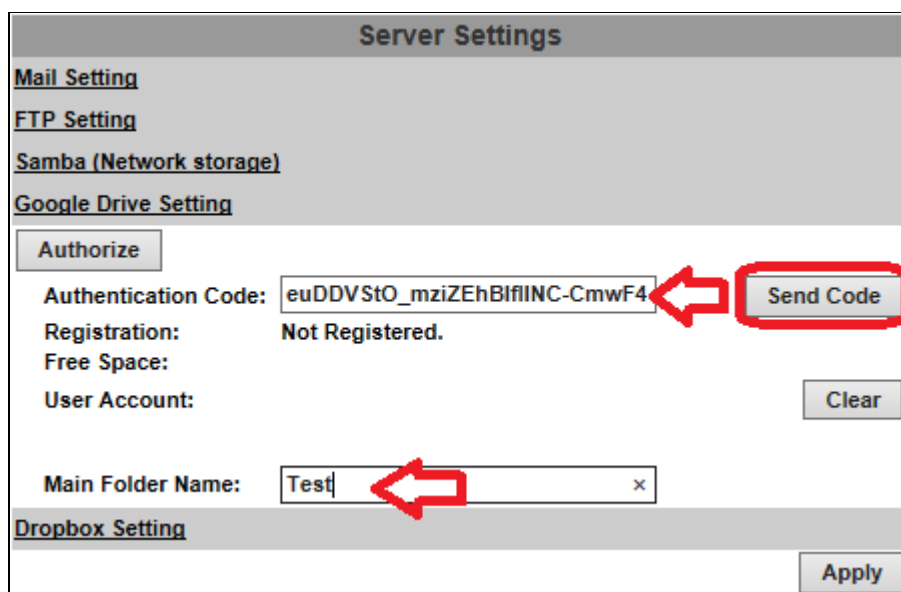 Server Settings
Mail Setting
FTP Setting
Samba (Network storage)
Google Drive Setting
Authorize
Authentication Code: euDDVStO_mziZEhBIflINC-CmwF4 Send Code
Registration: Not Registered.
Free Space:
User Account: Clear
Main Folder Name: Test ×
Dropbox Setting
Apply